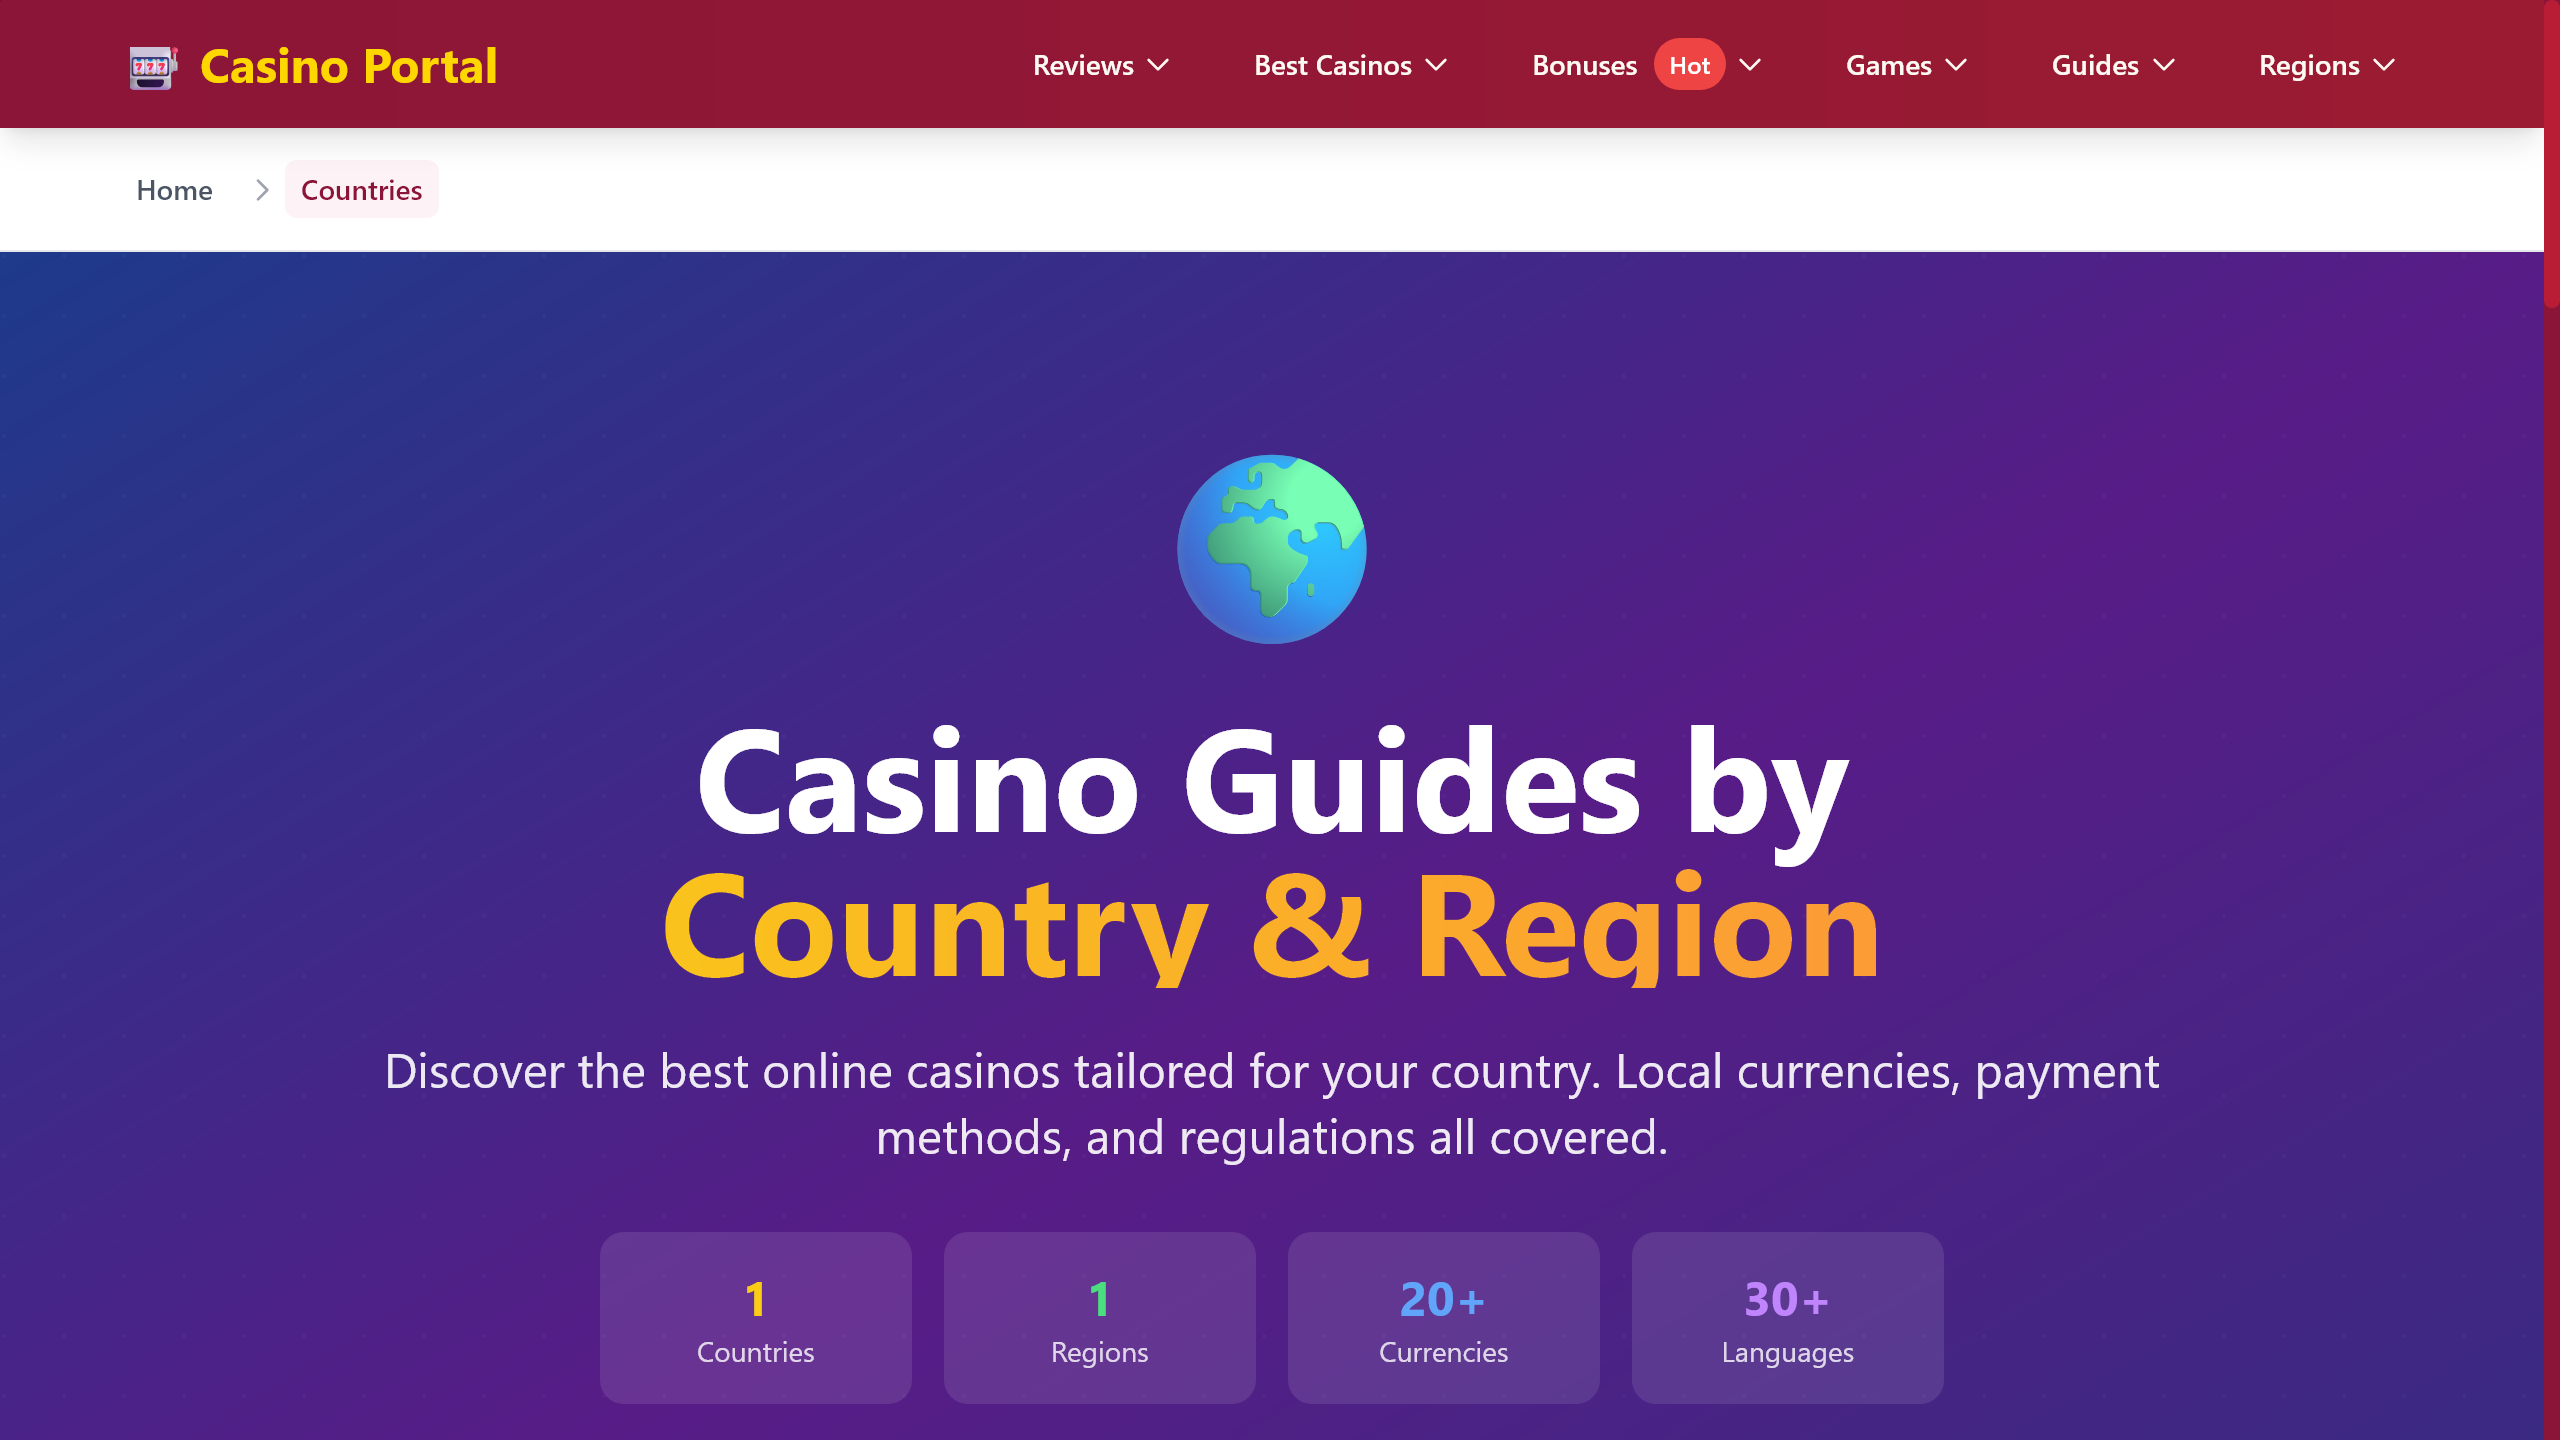 777 Casino Portal
Reviews
Best Casinos
Bonuses Hot
Games
Guides
Regions
Home
Countries
Casino Guides by
Country & Region
Discover the best online casinos tailored for your country. Local currencies, payment
methods, and regulations all covered.
1
Countries
1
Regions
20+
Currencies
30+
Languages